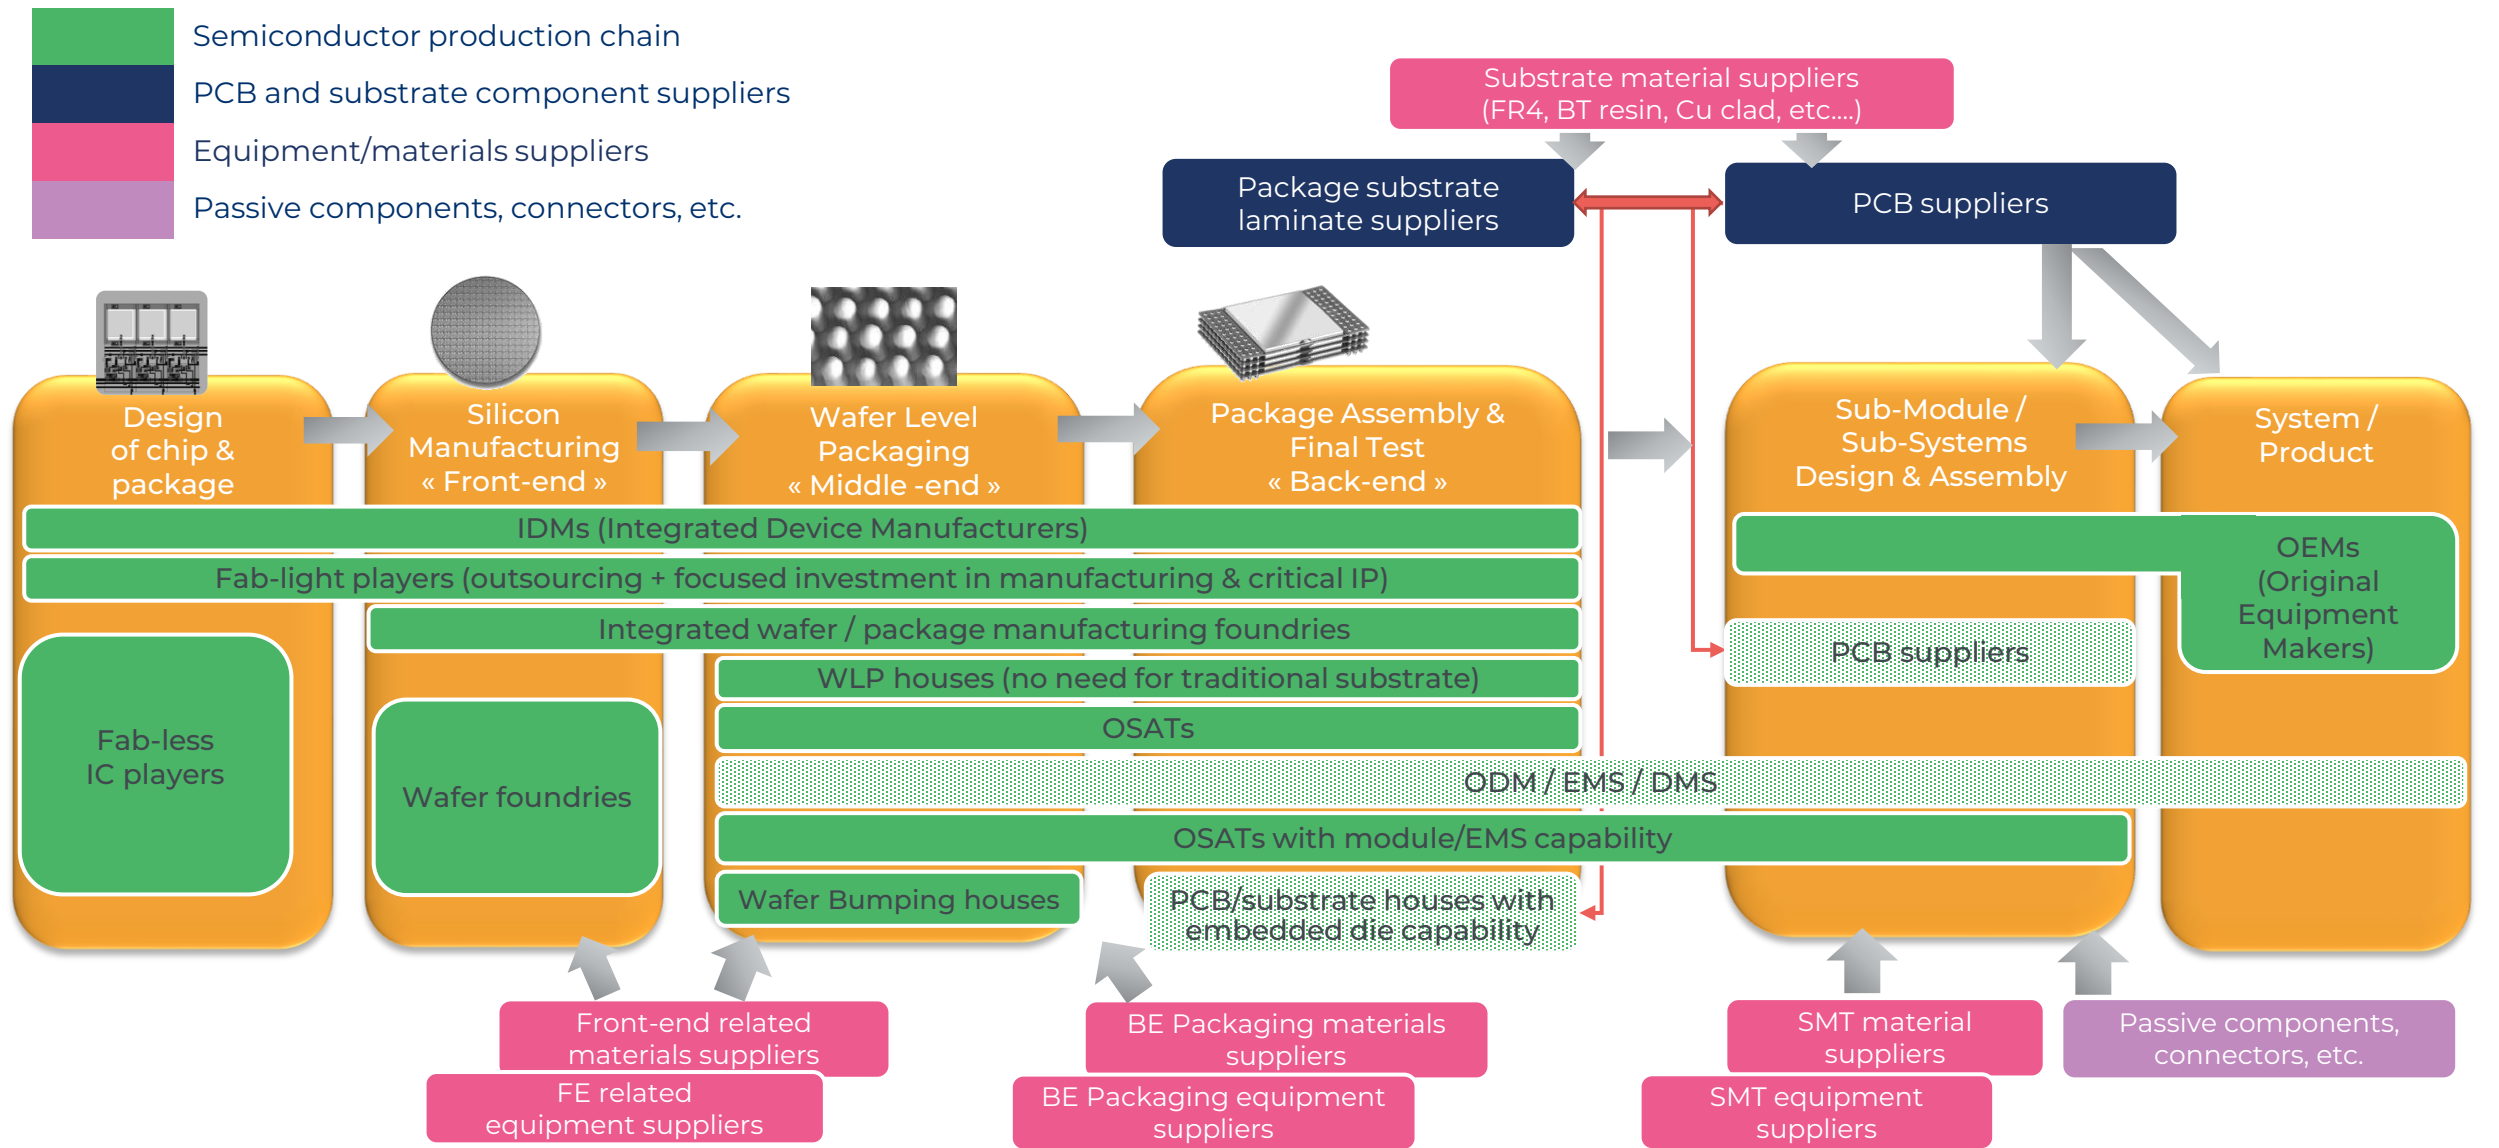 Semiconductor production chain
PCB and substrate component suppliers
Equipment/materials suppliers
Passive components, connectors, etc.
Substrate material suppliers
(FR4, BT resin, Cu clad, etc....)
Package substrate
laminate suppliers
PCB suppliers
Design
of chip &
package
Silicon
Manufacturing
« Front-end »
Wafer Level
Packaging
« Middle -end »
Package Assembly &
Final Test
« Back-end »
Sub-Module /
Sub-Systems
Design & Assembly
System /
Product
IDMs (Integrated Device Manufacturers)
Fab-light players (outsourcing + focused investment in manufacturing & critical IP)
Integrated wafer / package manufacturing foundries
WLP houses (no need for traditional substrate)
OSATs
ODM / EMS / DMS
OSATs with module/EMS capability
OEMs
(Original
Equipment
Makers)
PCB suppliers
Fab-less
IC players
Wafer foundries
Wafer Bumping houses
PCB/substrate houses with
embedded die capability
Front-end related
materials suppliers
FE related
equipment suppliers
BE Packaging materials
suppliers
BE Packaging equipment
suppliers
SMT material
suppliers
SMT equipment
suppliers
Passive components,
connectors, etc.